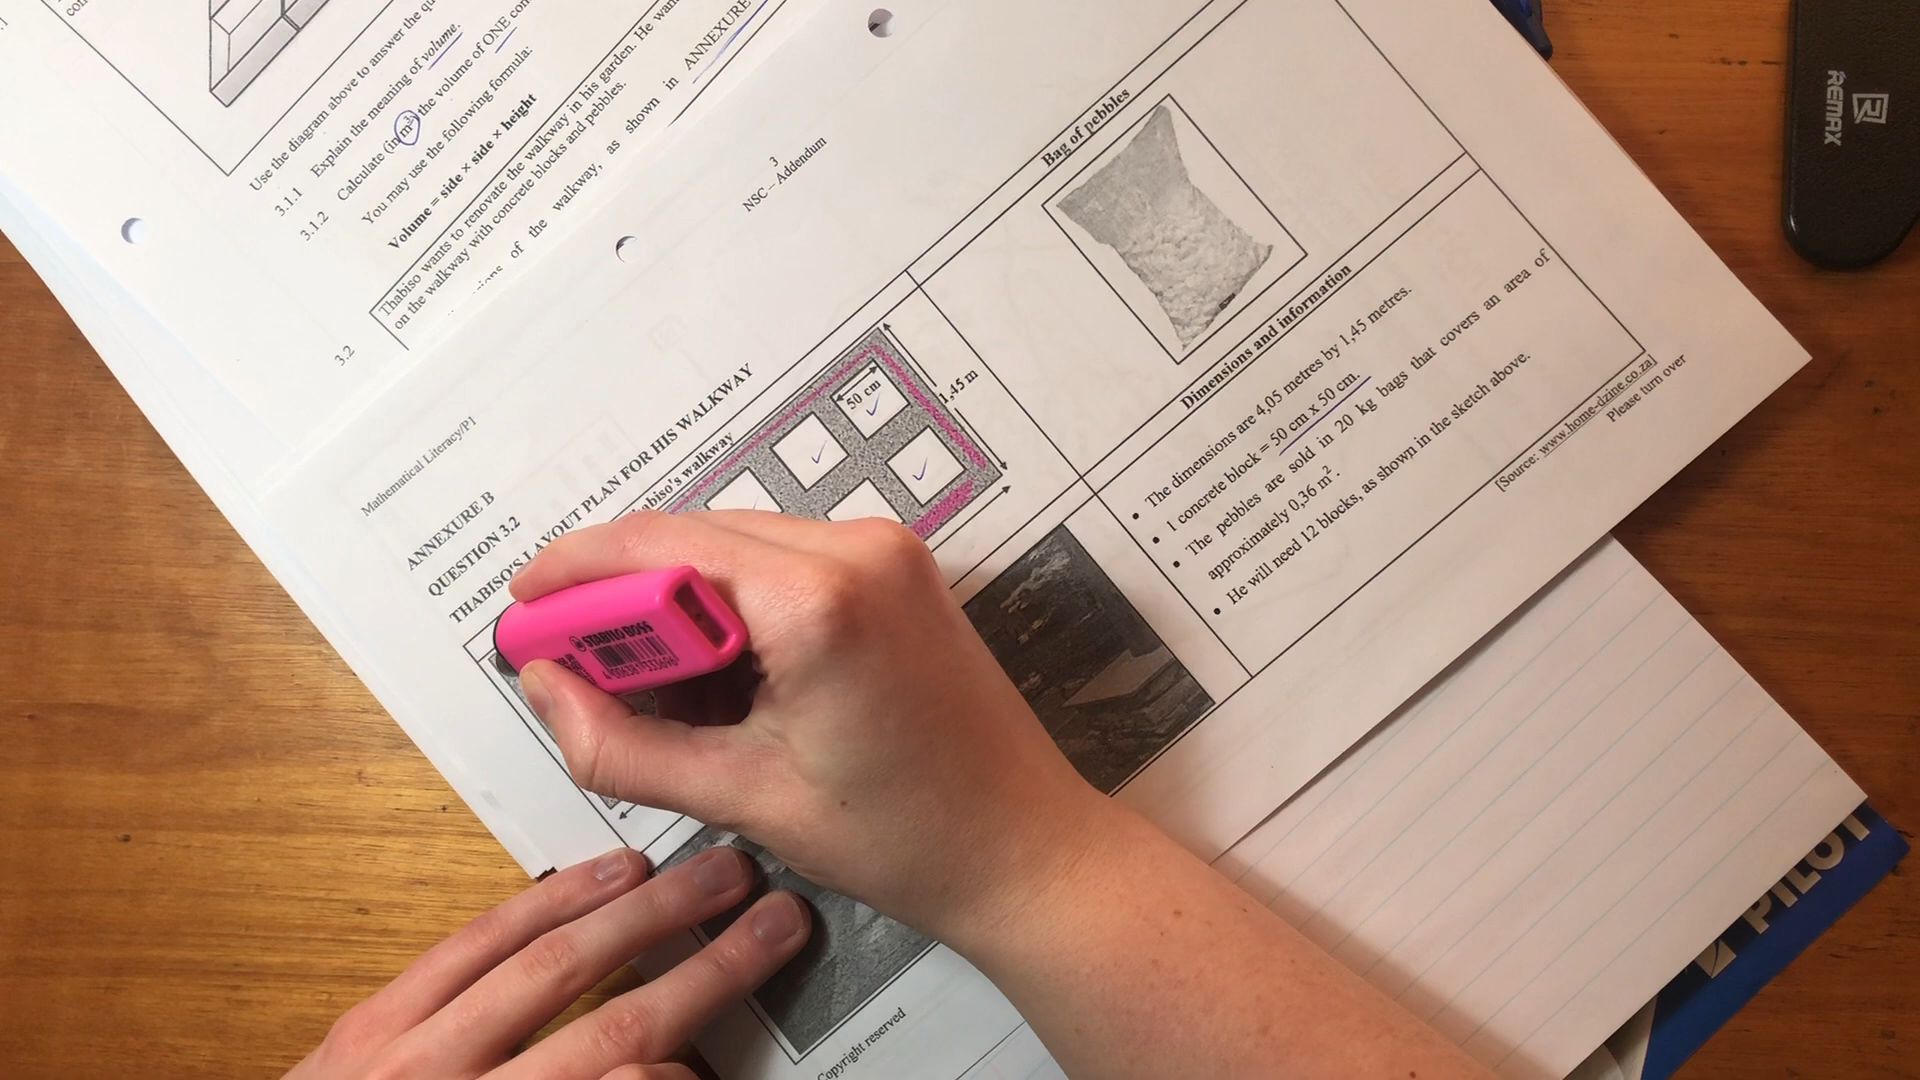 con
Use the diagram above to answer the qu
3.1.1 Explain the meaning of volume.
3.1.2 Calculate (in m³) the volume of ONE con
You may use the following formula:
Volume = side × side × height
3.2 Thabiso wants to renovate the walkway in his garden. He wan
on the walkway with concrete blocks and pebbles.
of the walkway, as shown in ANNEXURE
Mathematical Literacy/P1
3
NSC – Addendum
ANNEXURE B
QUESTION 3.2
THABISO'S LAYOUT PLAN FOR HIS WALKWAY
habiso's walkway
50 cm
1,45 m
Bag of pebbles
Dimensions and information
• The dimensions are 4,05 metres by 1,45 metres.
• 1 concrete block = 50 cm x 50 cm.
• The pebbles are sold in 20 kg bags that covers an area of
approximately 0,36 m².
• He will need 12 blocks, as shown in the sketch above.
[Source: www.home-dzine.co.za]
Copyright reserved
Please turn over
STABILO BOSS
REMAX
PILOT